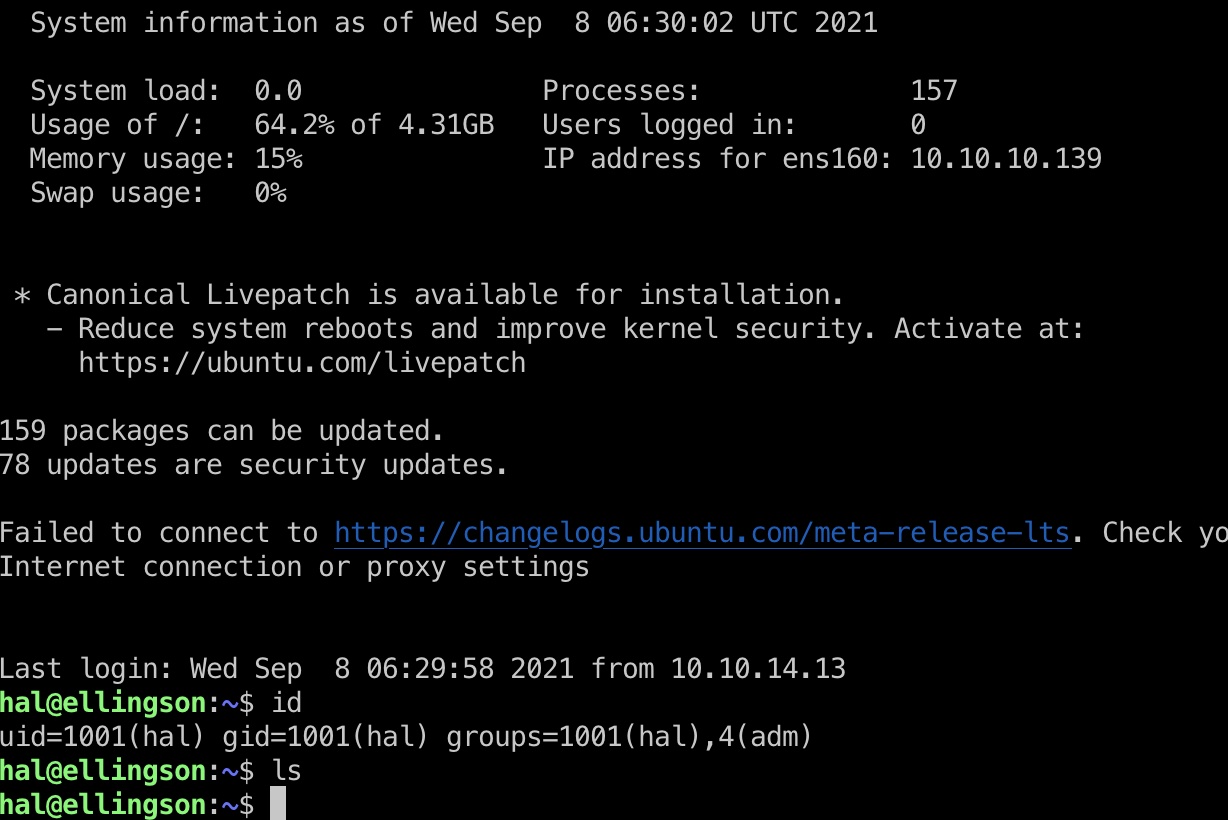 System information as of Wed Sep  8 06:30:02 UTC 2021
System load:  0.0               Processes:             157
Usage of /:   64.2% of 4.31GB   Users logged in:       0
Memory usage: 15%               IP address for ens160: 10.10.10.139
Swap usage:   0%
* Canonical Livepatch is available for installation.
- Reduce system reboots and improve kernel security. Activate at:
https://ubuntu.com/livepatch
159 packages can be updated.
78 updates are security updates.
Failed to connect to https://changelogs.ubuntu.com/meta-release-lts. Check yo
Internet connection or proxy settings
Last login: Wed Sep  8 06:29:58 2021 from 10.10.14.13
hal@ellingson:~$ id
uid=1001(hal) gid=1001(hal) groups=1001(hal),4(adm)
hal@ellingson:~$ ls
hal@ellingson:~$